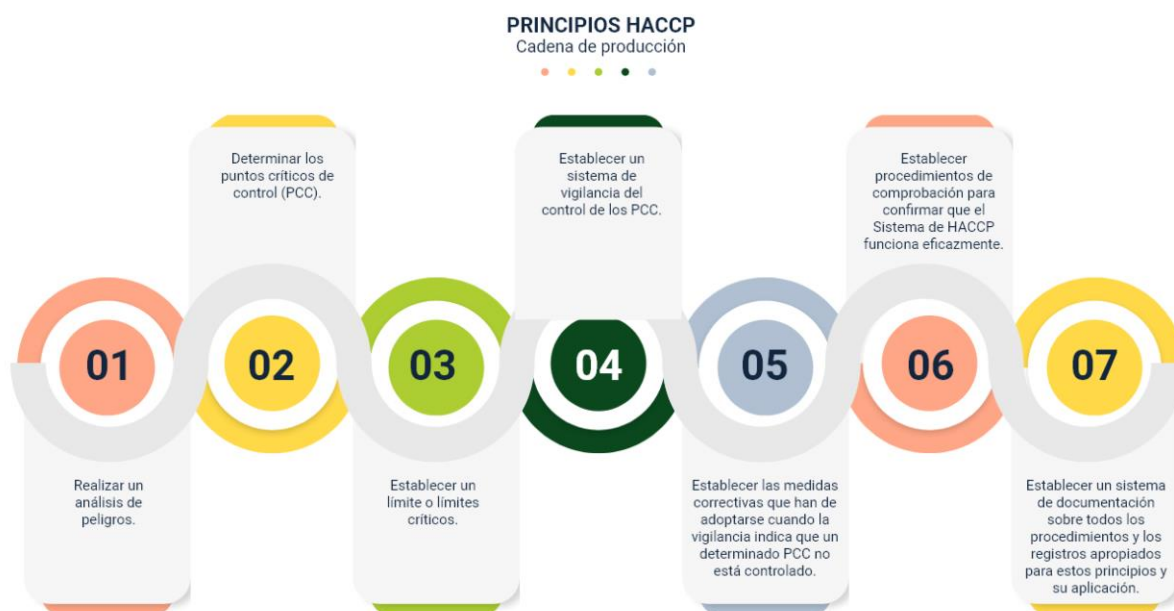 PRINCIPIOS HACCP
Cadena de producción
01
Realizar un
análisis de
peligros.
02
Determinar los
puntos críticos de
control (PCC).
03
Establecer un
límite o límites
críticos.
04
Establecer un
sistema de
vigilancia del
control de los PCC.
05
Establecer las medidas
correctivas que han de
adoptarse cuando la
vigilancia indica que un
determinado PCC no
está controlado.
06
Establecer
procedimientos de
comprobación para
confirmar que el
Sistema de HACCP
funciona eficazmente.
07
Establecer un sistema
de documentación
sobre todos los
procedimientos y los
registros apropiados
para estos principios y
su aplicación.